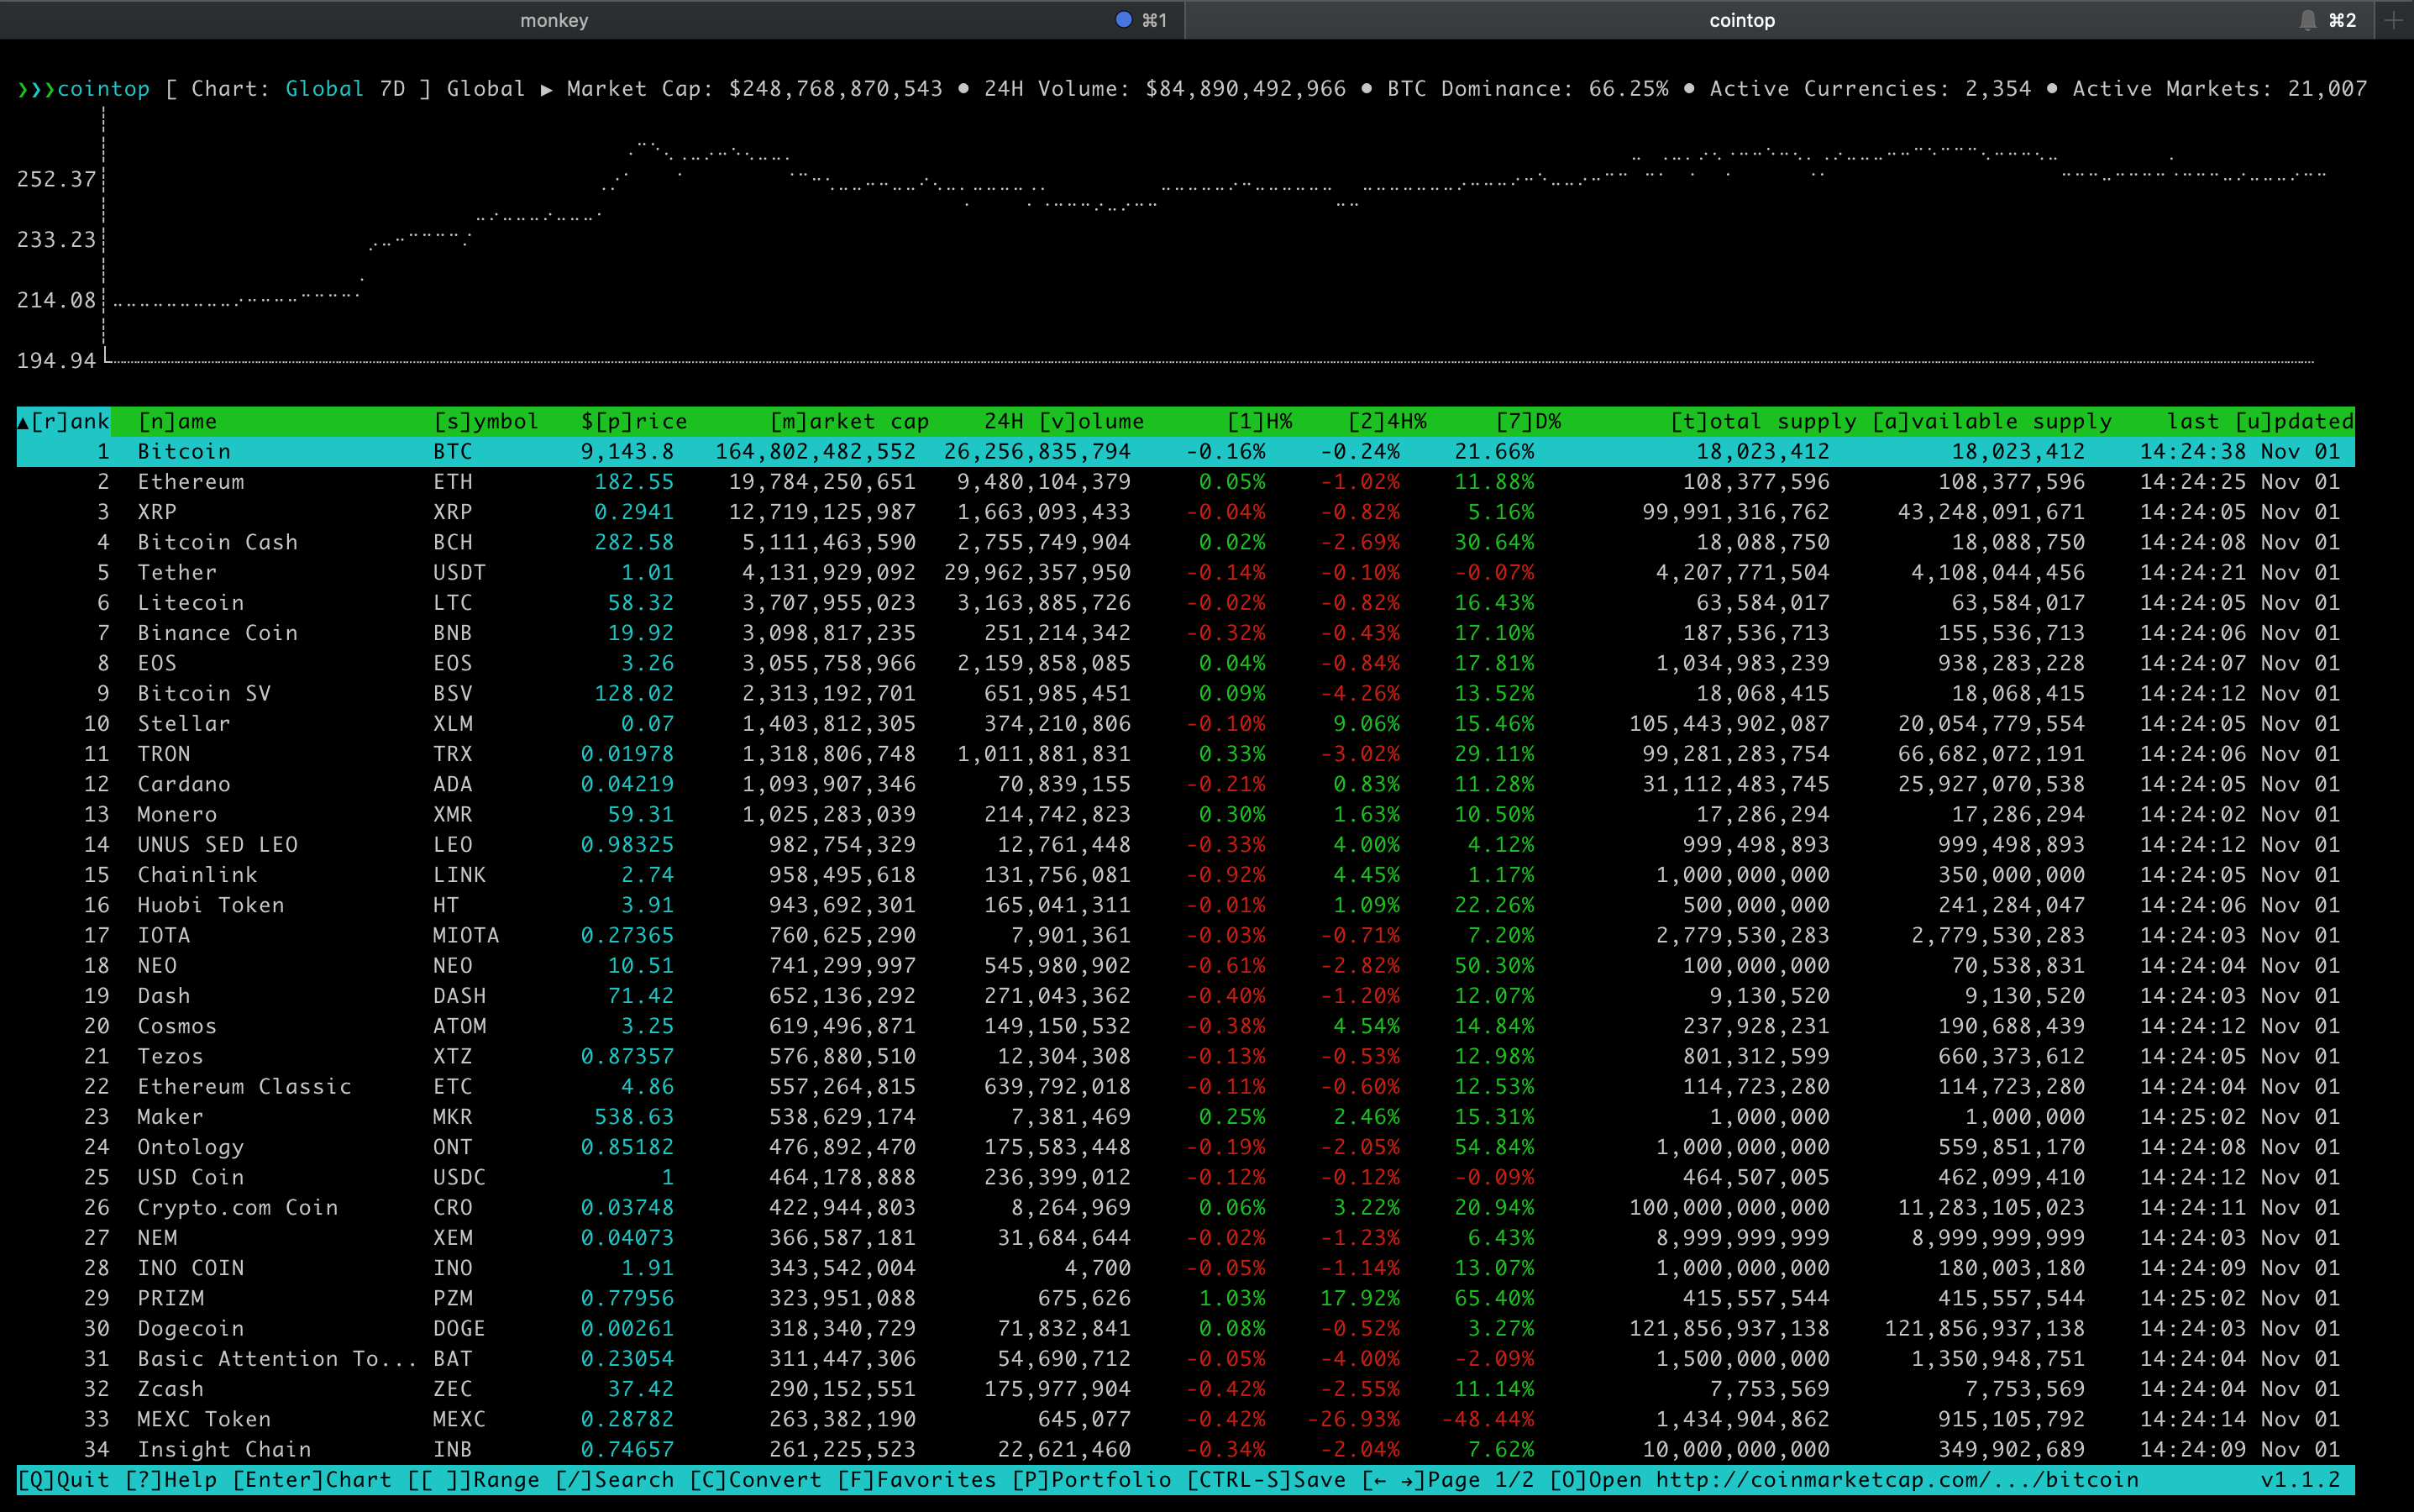 monkey ⌘1 cointop ⌘2
❯❯❯cointop [ Chart: Global 7D ] Global ▶ Market Cap: $248,768,870,543 • 24H Volume: $84,890,492,966 • BTC Dominance: 66.25% • Active Currencies: 2,354 • Active Markets: 21,007
252.37
233.23
214.08
194.94
▲[r]ank [n]ame [s]ymbol $[p]rice [m]arket cap 24H [v]olume [1]H% [2]4H% [7]D% [t]otal supply [a]vailable supply last [u]pdated
1 Bitcoin BTC 9,143.8 164,802,482,552 26,256,835,794 -0.16% -0.24% 21.66% 18,023,412 18,023,412 14:24:38 Nov 01
2 Ethereum ETH 182.55 19,784,250,651 9,480,104,379 0.05% -1.02% 11.88% 108,377,596 108,377,596 14:24:25 Nov 01
3 XRP XRP 0.2941 12,719,125,987 1,663,093,433 -0.04% -0.82% 5.16% 99,991,316,762 43,248,091,671 14:24:05 Nov 01
4 Bitcoin Cash BCH 282.58 5,111,463,590 2,755,749,904 0.02% -2.69% 30.64% 18,088,750 18,088,750 14:24:08 Nov 01
5 Tether USDT 1.01 4,131,929,092 29,962,357,950 -0.14% -0.10% -0.07% 4,207,771,504 4,108,044,456 14:24:21 Nov 01
6 Litecoin LTC 58.32 3,707,955,023 3,163,885,726 -0.02% -0.82% 16.43% 63,584,017 63,584,017 14:24:05 Nov 01
7 Binance Coin BNB 19.92 3,098,817,235 251,214,342 -0.32% -0.43% 17.10% 187,536,713 155,536,713 14:24:06 Nov 01
8 EOS EOS 3.26 3,055,758,966 2,159,858,085 0.04% -0.84% 17.81% 1,034,983,239 938,283,228 14:24:07 Nov 01
9 Bitcoin SV BSV 128.02 2,313,192,701 651,985,451 0.09% -4.26% 13.52% 18,068,415 18,068,415 14:24:12 Nov 01
10 Stellar XLM 0.07 1,403,812,305 374,210,806 -0.10% 9.06% 15.46% 105,443,902,087 20,054,779,554 14:24:05 Nov 01
11 TRON TRX 0.01978 1,318,806,748 1,011,881,831 0.33% -3.02% 29.11% 99,281,283,754 66,682,072,191 14:24:06 Nov 01
12 Cardano ADA 0.04219 1,093,907,346 70,839,155 -0.21% 0.83% 11.28% 31,112,483,745 25,927,070,538 14:24:05 Nov 01
13 Monero XMR 59.31 1,025,283,039 214,742,823 0.30% 1.63% 10.50% 17,286,294 17,286,294 14:24:02 Nov 01
14 UNUS SED LEO LEO 0.98325 982,754,329 12,761,448 -0.33% 4.00% 4.12% 999,498,893 999,498,893 14:24:12 Nov 01
15 Chainlink LINK 2.74 958,495,618 131,756,081 -0.92% 4.45% 1.17% 1,000,000,000 350,000,000 14:24:05 Nov 01
16 Huobi Token HT 3.91 943,692,301 165,041,311 -0.01% 1.09% 22.26% 500,000,000 241,284,047 14:24:06 Nov 01
17 IOTA MIOTA 0.27365 760,625,290 7,901,361 -0.03% -0.71% 7.20% 2,779,530,283 2,779,530,283 14:24:03 Nov 01
18 NEO NEO 10.51 741,299,997 545,980,902 -0.61% -2.82% 50.30% 100,000,000 70,538,831 14:24:04 Nov 01
19 Dash DASH 71.42 652,136,292 271,043,362 -0.40% -1.20% 12.07% 9,130,520 9,130,520 14:24:03 Nov 01
20 Cosmos ATOM 3.25 619,496,871 149,150,532 -0.38% 4.54% 14.84% 237,928,231 190,688,439 14:24:12 Nov 01
21 Tezos XTZ 0.87357 576,880,510 12,304,308 -0.13% -0.53% 12.98% 801,312,599 660,373,612 14:24:05 Nov 01
22 Ethereum Classic ETC 4.86 557,264,815 639,792,018 -0.11% -0.60% 12.53% 114,723,280 114,723,280 14:24:04 Nov 01
23 Maker MKR 538.63 538,629,174 7,381,469 0.25% 2.46% 15.31% 1,000,000 1,000,000 14:25:02 Nov 01
24 Ontology ONT 0.85182 476,892,470 175,583,448 -0.19% -2.05% 54.84% 1,000,000,000 559,851,170 14:24:08 Nov 01
25 USD Coin USDC 1 464,178,888 236,399,012 -0.12% -0.12% -0.09% 464,507,005 462,099,410 14:24:12 Nov 01
26 Crypto.com Coin CRO 0.03748 422,944,803 8,264,969 0.06% 3.22% 20.94% 100,000,000,000 11,283,105,023 14:24:11 Nov 01
27 NEM XEM 0.04073 366,587,181 31,684,644 -0.02% -1.23% 6.43% 8,999,999,999 8,999,999,999 14:24:03 Nov 01
28 INO COIN INO 1.91 343,542,004 4,700 -0.05% -1.14% 13.07% 1,000,000,000 180,003,180 14:24:09 Nov 01
29 PRIZM PZM 0.77956 323,951,088 675,626 1.03% 17.92% 65.40% 415,557,544 415,557,544 14:25:02 Nov 01
30 Dogecoin DOGE 0.00261 318,340,729 71,832,841 0.08% -0.52% 3.27% 121,856,937,138 121,856,937,138 14:24:03 Nov 01
31 Basic Attention To... BAT 0.23054 311,447,306 54,690,712 -0.05% -4.00% -2.09% 1,500,000,000 1,350,948,751 14:24:04 Nov 01
32 Zcash ZEC 37.42 290,152,551 175,977,904 -0.42% -2.55% 11.14% 7,753,569 7,753,569 14:24:04 Nov 01
33 MEXC Token MEXC 0.28782 263,382,190 645,077 -0.42% -26.93% -48.44% 1,434,904,862 915,105,792 14:24:14 Nov 01
34 Insight Chain INB 0.74657 261,225,523 22,621,460 -0.34% -2.04% 7.62% 10,000,000,000 349,902,689 14:24:09 Nov 01
[Q]Quit [?]Help [Enter]Chart [[ ]]Range [/]Search [C]Convert [F]Favorites [P]Portfolio [CTRL-S]Save [← →]Page 1/2 [O]Open http://coinmarketcap.com/.../bitcoin v1.1.2